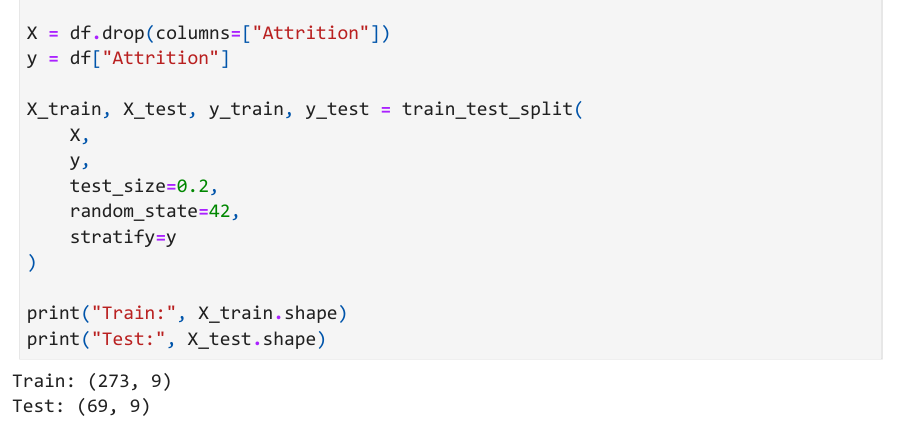 X = df.drop(columns=["Attrition"])
y = df["Attrition"]
X_train, X_test, y_train, y_test = train_test_split(
    X,
    y,
    test_size=0.2,
    random_state=42,
    stratify=y
)
print("Train:", X_train.shape)
print("Test:", X_test.shape)
Train: (273, 9)
Test: (69, 9)